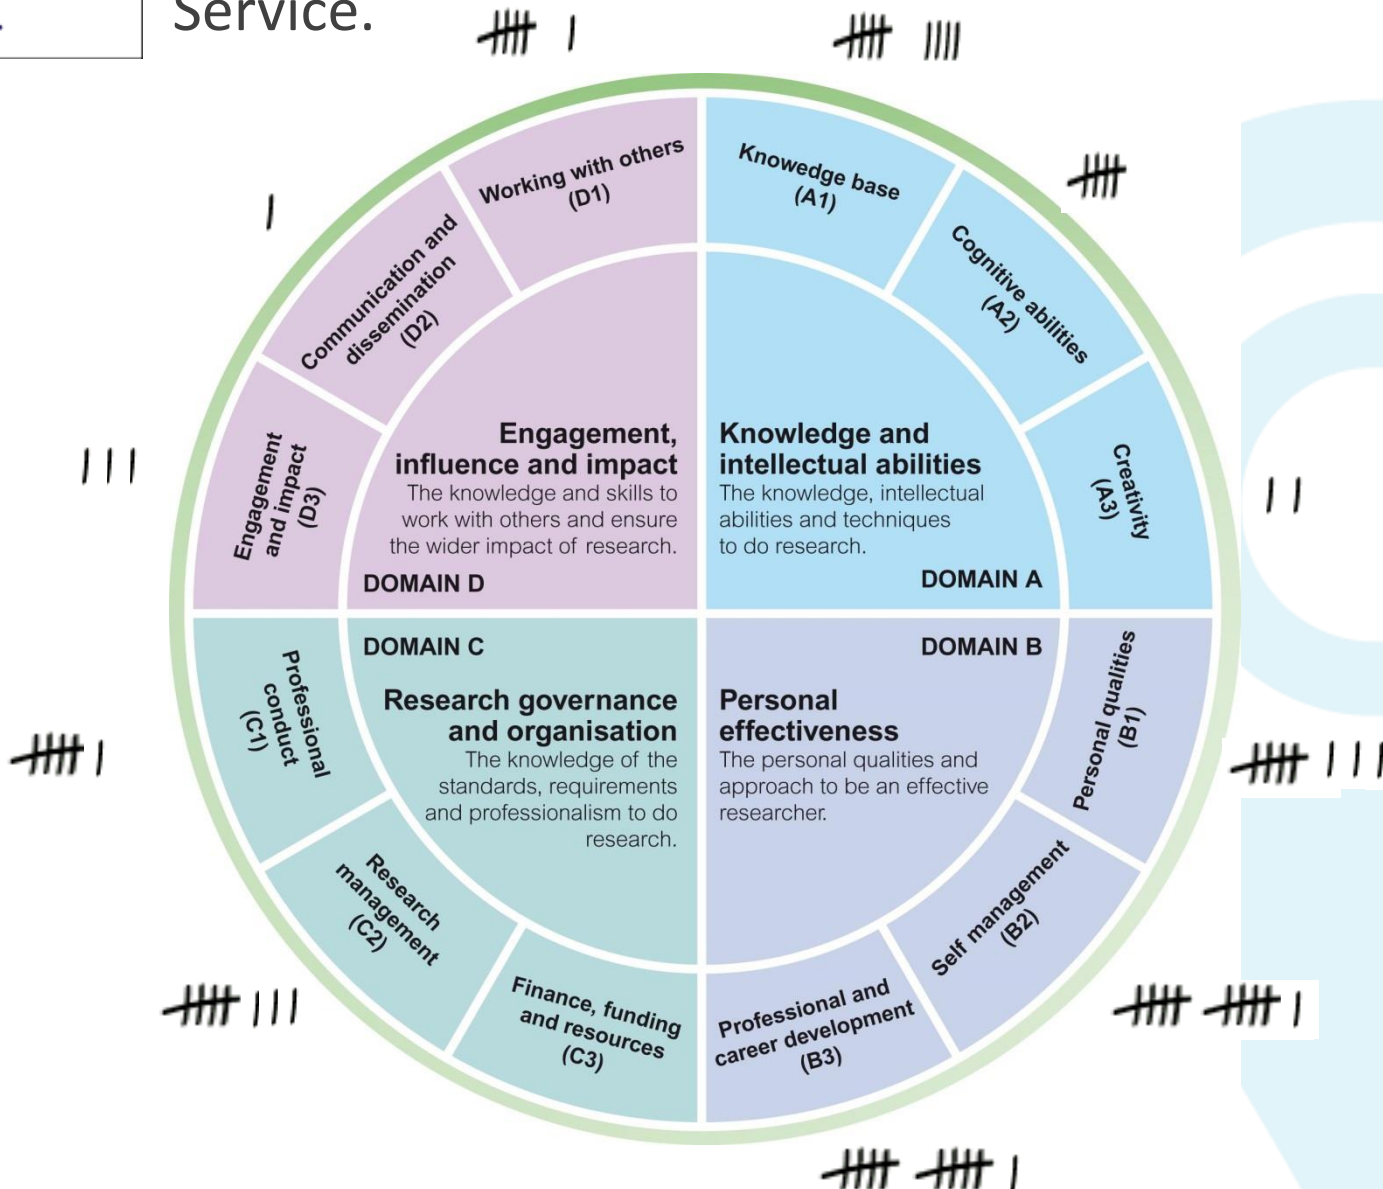 Service.
Working with others
(D1)
Knowedge base
(A1)
Communication and
dissemination
(D2)
Cognitive abilities
(A2)
Engagement
and impact
(D3)
Creativity
(A3)
Engagement,
influence and impact
The knowledge and skills to
work with others and ensure
the wider impact of research.
DOMAIN D
Knowledge and
intellectual abilities
The knowledge, intellectual
abilities and techniques
to do research.
DOMAIN A
DOMAIN C
Research governance
and organisation
The knowledge of the
standards, requirements
and professionalism to do
research.
DOMAIN B
Personal
effectiveness
The personal qualities and
approach to be an effective
researcher.
Professional
conduct
(C1)
Personal qualities
(B1)
Research
management
(C2)
Self management
(B2)
Finance, funding
and resources
(C3)
Professional and
career development
(B3)